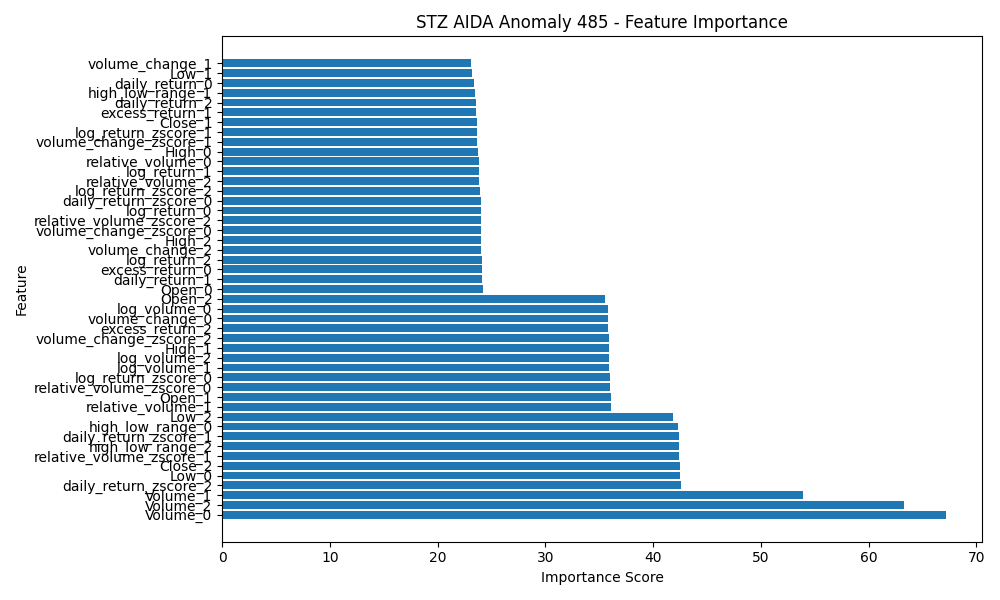 STZ AIDA Anomaly 485 - Feature Importance
volume_change_1
Low_1
daily_return_0
high_low_range_1
daily_return_2
excess_return_1
Close_1
log_return_zscore_1
volume_change_zscore_1
High_0
relative_volume_0
log_return_1
relative_volume_2
log_return_zscore_2
daily_return_zscore_0
log_return_0
relative_volume_zscore_2
volume_change_zscore_0
High_2
volume_change_2
log_return_2
excess_return_0
daily_return_1
Open_0
Open_2
log_volume_0
volume_change_0
excess_return_2
volume_change_zscore_2
High_1
log_volume_2
log_volume_1
log_return_zscore_0
relative_volume_zscore_0
Open_1
relative_volume_1
Low_2
high_low_range_0
daily_return_zscore_1
high_low_range_2
relative_volume_zscore_1
Close_2
Low_0
daily_return_zscore_2
Volume_1
Volume_2
Volume_0
Feature
0 10 20 30 40 50 60 70
Importance Score